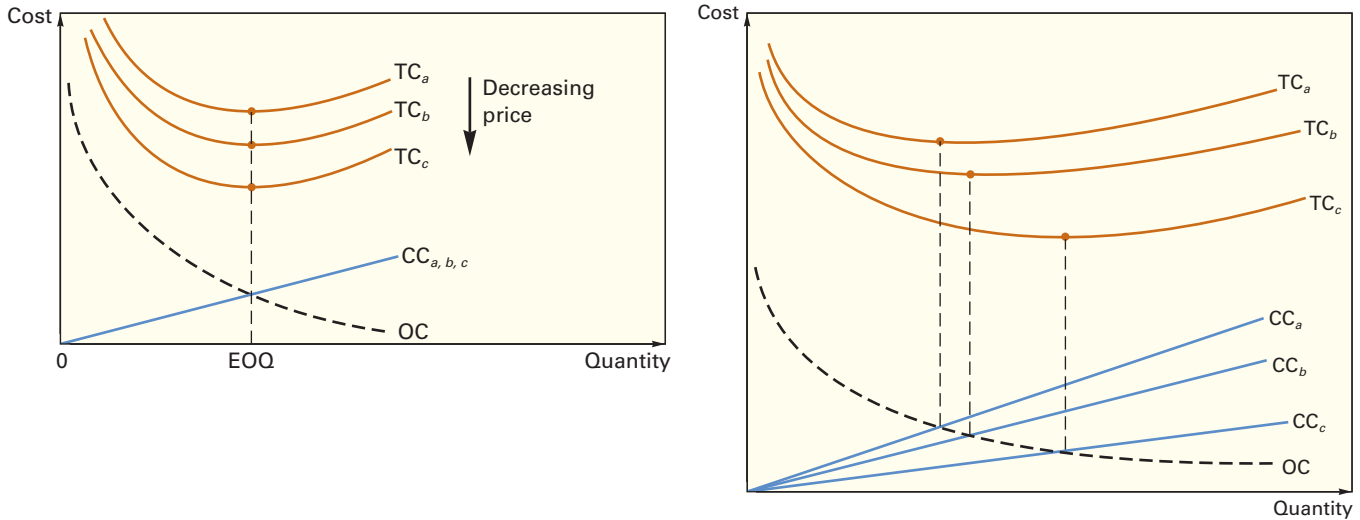 Cost
TCa
TCb
TCc
Decreasing
price
CCa, b, c
OC
0
EOQ
Quantity
Cost
TCa
TCb
TCc
CCa
CCb
CCc
OC
Quantity